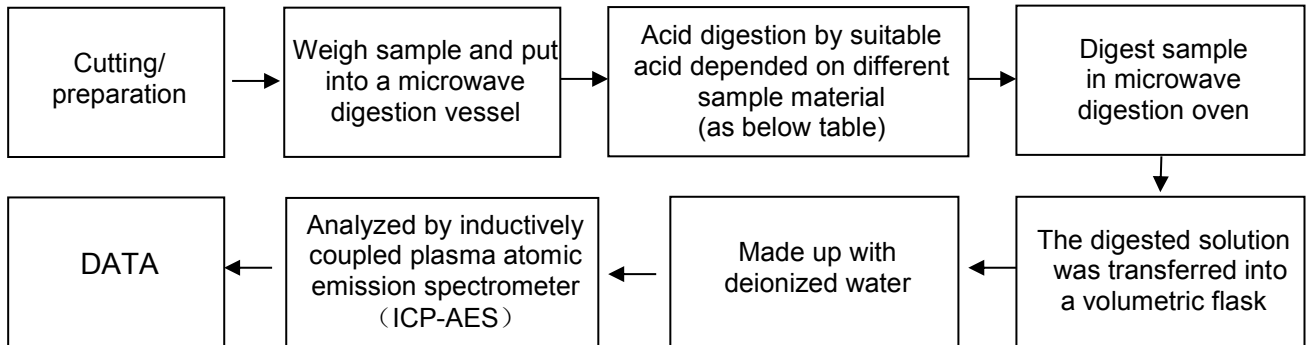 Cutting/
preparation
Weigh sample and put
into a microwave
digestion vessel
Acid digestion by suitable
acid depended on different
sample material
(as below table)
Digest sample
in microwave
digestion oven
The digested solution
was transferred into
a volumetric flask
Made up with
deionized water
Analyzed by inductively
coupled plasma atomic
emission spectrometer
（ICP-AES）
DATA